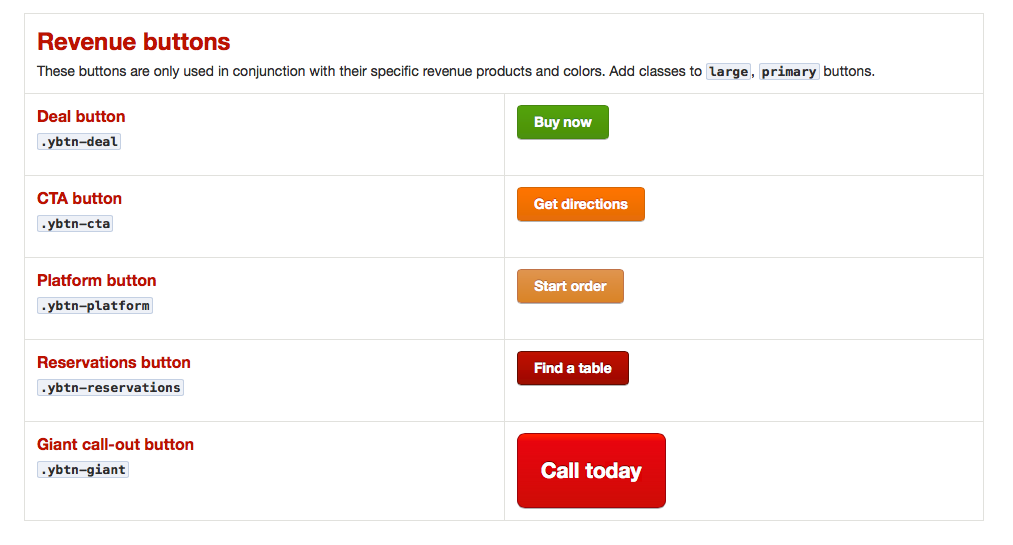 Revenue buttons
These buttons are only used in conjunction with their specific revenue products and colors. Add classes to large, primary buttons.
Deal button
.ybtn-deal
Buy now
CTA button
.ybtn-cta
Get directions
Platform button
.ybtn-platform
Start order
Reservations button
.ybtn-reservations
Find a table
Giant call-out button
.ybtn-giant
Call today